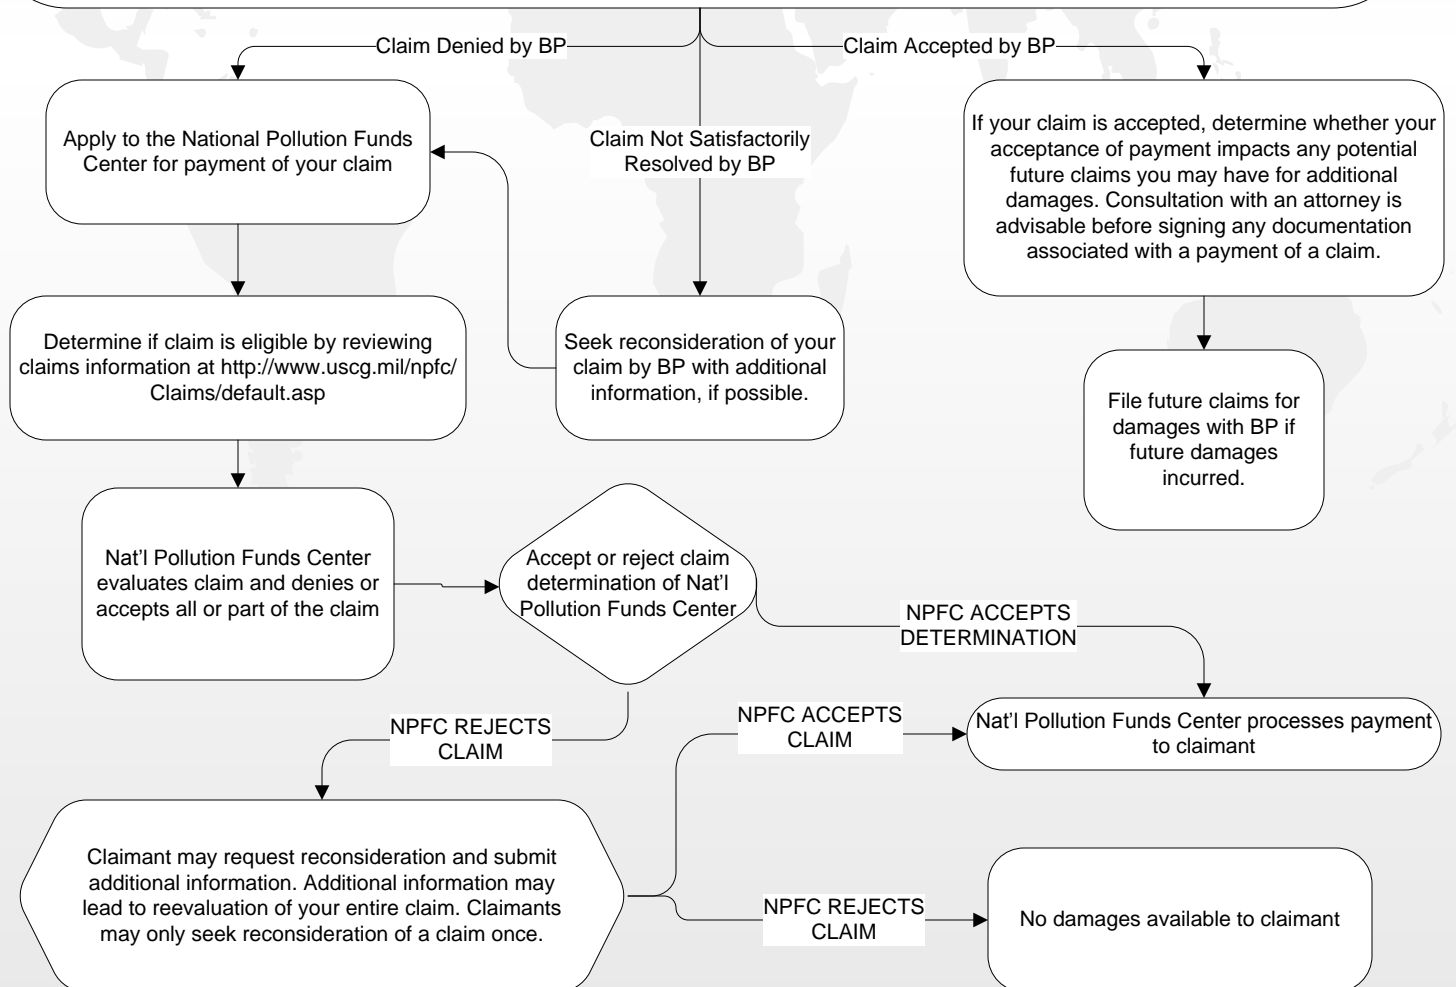 Claim Denied by BP
Claim Accepted by BP
Apply to the National Pollution Funds
Center for payment of your claim
Claim Not Satisfactorily
Resolved by BP
If your claim is accepted, determine whether your
acceptance of payment impacts any potential
future claims you may have for additional
damages. Consultation with an attorney is
advisable before signing any documentation
associated with a payment of a claim.
Determine if claim is eligible by reviewing
claims information at http://www.uscg.mil/npfc/
Claims/default.asp
Seek reconsideration of your
claim by BP with additional
information, if possible.
File future claims for
damages with BP if
future damages
incurred.
Nat'l Pollution Funds Center
evaluates claim and denies or
accepts all or part of the claim
Accept or reject claim
determination of Nat'l
Pollution Funds Center
NPFC ACCEPTS
DETERMINATION
NPFC REJECTS
CLAIM
NPFC ACCEPTS
CLAIM
Nat'l Pollution Funds Center processes payment
to claimant
Claimant may request reconsideration and submit
additional information. Additional information may
lead to reevaluation of your entire claim. Claimants
may only seek reconsideration of a claim once.
NPFC REJECTS
CLAIM
No damages available to claimant